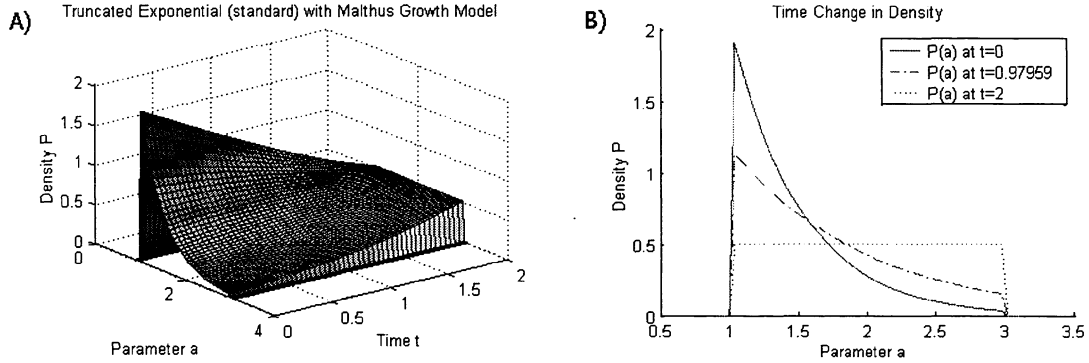 A)
Truncated Exponential (standard) with Malthus Growth Model
Density P
2
1.5
1
0.5
0
0
2
4
Parameter a
0
0.5
1
1.5
2
Time t
B)
Time Change in Density
P(a) at t=0
P(a) at t=0.97959
P(a) at t=2
Density P
2
1.5
1
0.5
0
0.5
1
1.5
2
2.5
3
3.5
Parameter a